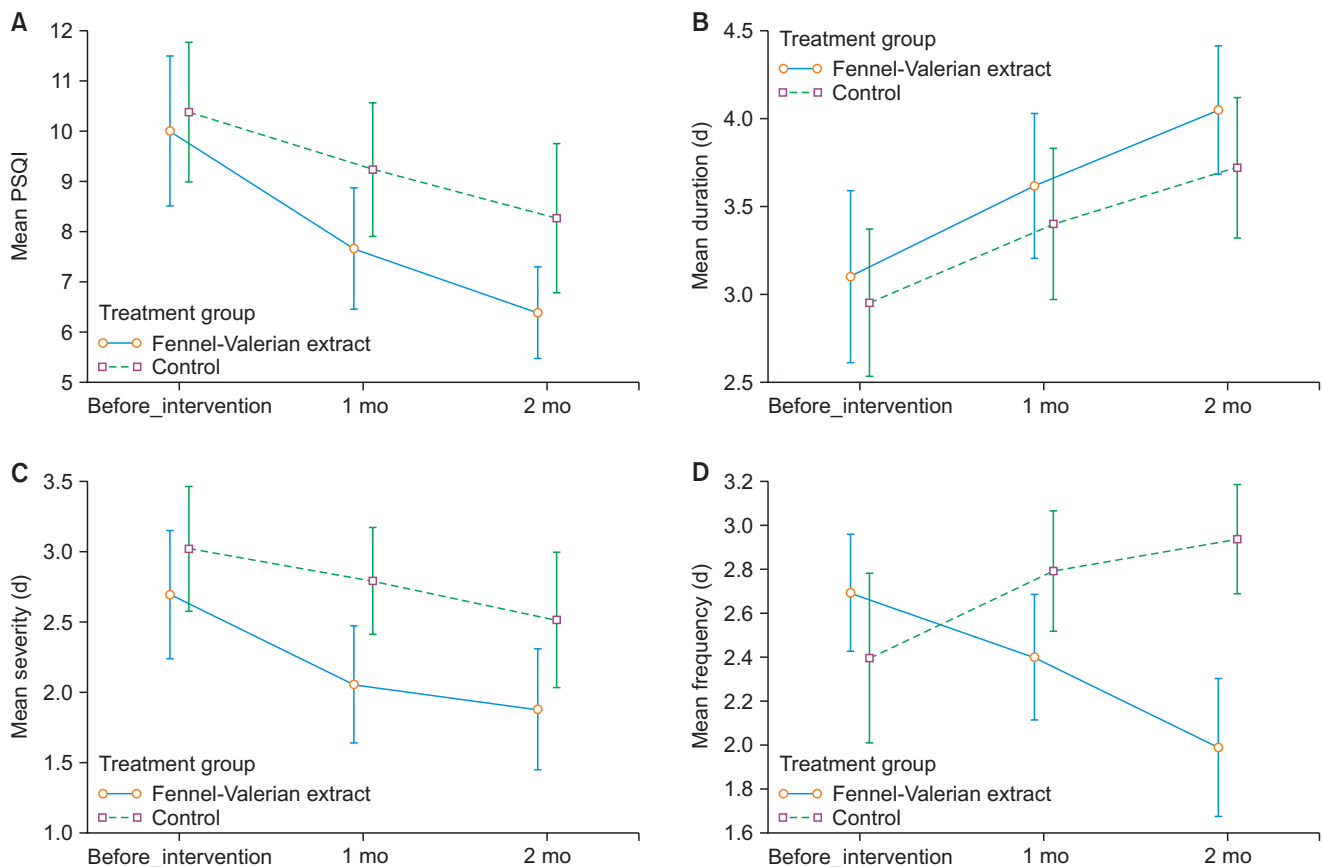 A
Mean PSQI
12
11
10
9
8
7
6
5
Treatment group
Fennel-Valerian extract
Control
Before_intervention
1 mo
2 mo
B
Mean duration (d)
4.5
4.0
3.5
3.0
2.5
Treatment group
Fennel-Valerian extract
Control
Before_intervention
1 mo
2 mo
C
Mean severity (d)
3.5
3.0
2.5
2.0
1.5
1.0
Treatment group
Fennel-Valerian extract
Control
Before_intervention
1 mo
2 mo
D
Mean frequency (d)
3.2
3.0
2.8
2.6
2.4
2.2
2.0
1.8
1.6
Treatment group
Fennel-Valerian extract
Control
Before_intervention
1 mo
2 mo